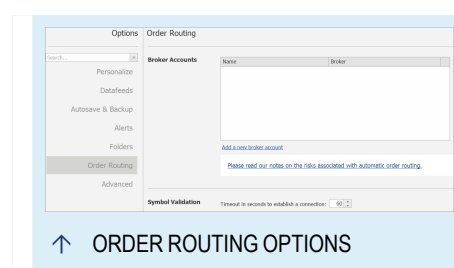 Options
Order Routing
Search...
Personalize
Datafeeds
Autosave & Backup
Alerts
Folders
Order Routing
Advanced
Broker Accounts
Name Broker
Add a new broker account
Please read our notes on the risks associated with automatic order routing.
Symbol Validation
Timeout in seconds to establish a connection: 60
↑ ORDER ROUTING OPTIONS